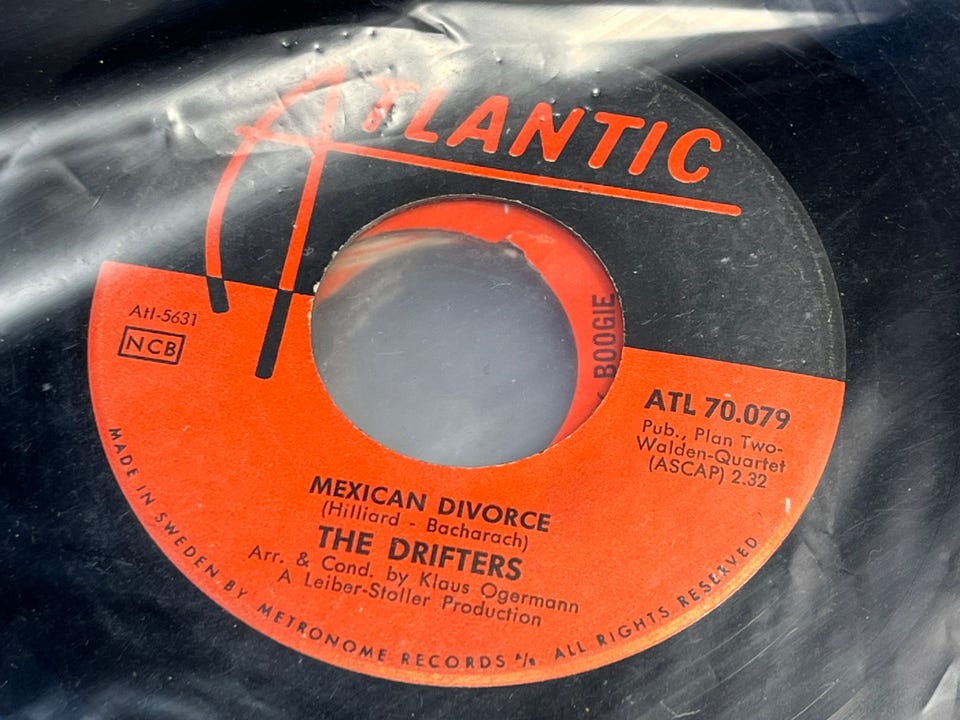 ATLANTIC
AH-5631
NCB
BOOGIE
ATL 70.079
Pub., Plan Two-
Walden-Quartet
(ASCAP) 2.32
MEXICAN DIVORCE
(Hilliard - Bacharach)
THE DRIFTERS
Arr. & Cond. by Klaus Ogermann
A Leiber-Stoller Production
MADE IN SWEDEN BY METRONOME RECORDS A/B ALL RIGHTS RESERVED